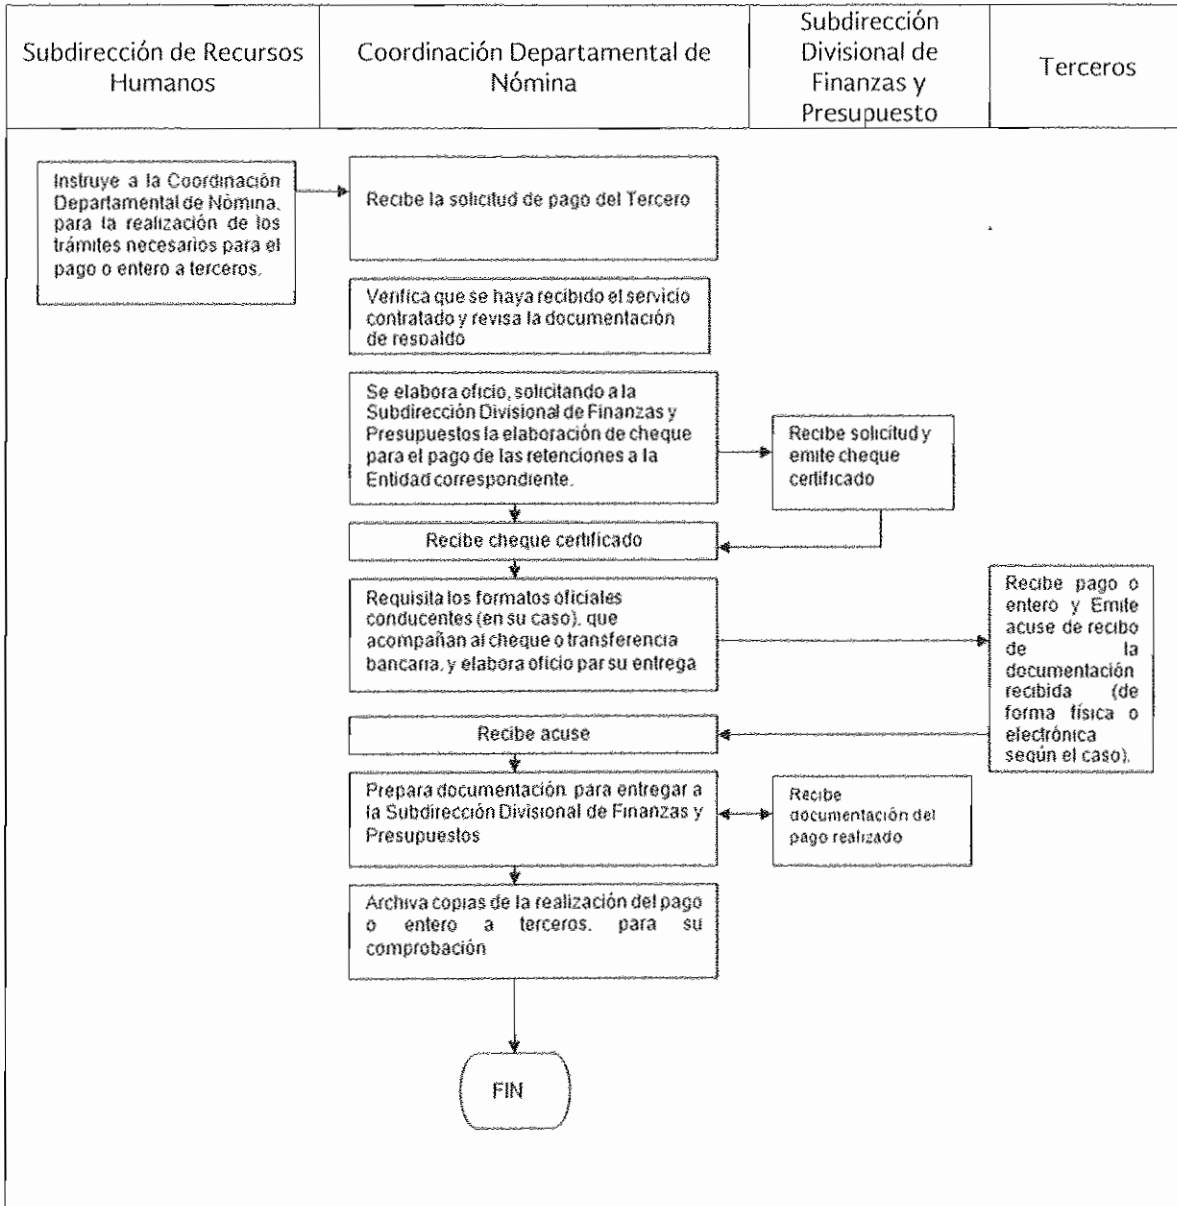 Subdirección de Recursos
Humanos
Coordinación Departamental de
Nómina
Subdirección
Divisional de
Finanzas y
Presupuesto
Terceros
Instruye a la Coordinación
Departamental de Nómina,
para la realización de los
trámites necesarios para el
pago o entero a terceros.
Recibe la solicitud de pago del Tercero
Verifica que se haya recibido el servicio
contratado y revisa la documentación
de respaldo
Se elabora oficio, solicitando a la
Subdirección Divisional de Finanzas y
Presupuestos la elaboración de cheque
para el pago de las retenciones a la
Entidad correspondiente.
Recibe solicitud y
emite cheque
certificado
Recibe cheque certificado
Requisita los formatos oficiales
conducentes (en su caso), que
acompañan al cheque o transferencia
bancaria, y elabora oficio par su entrega
Recibe pago o
entero y Emite
acuse de recibo
de la
documentación
recibida (de
forma física o
electrónica
según el caso).
Recibe acuse
Prepara documentación para entregar a
la Subdirección Divisional de Finanzas y
Presupuestos
Recibe
documentación del
pago realizado
Archiva copias de la realización del pago
o entero a terceros, para su
comprobación
FIN